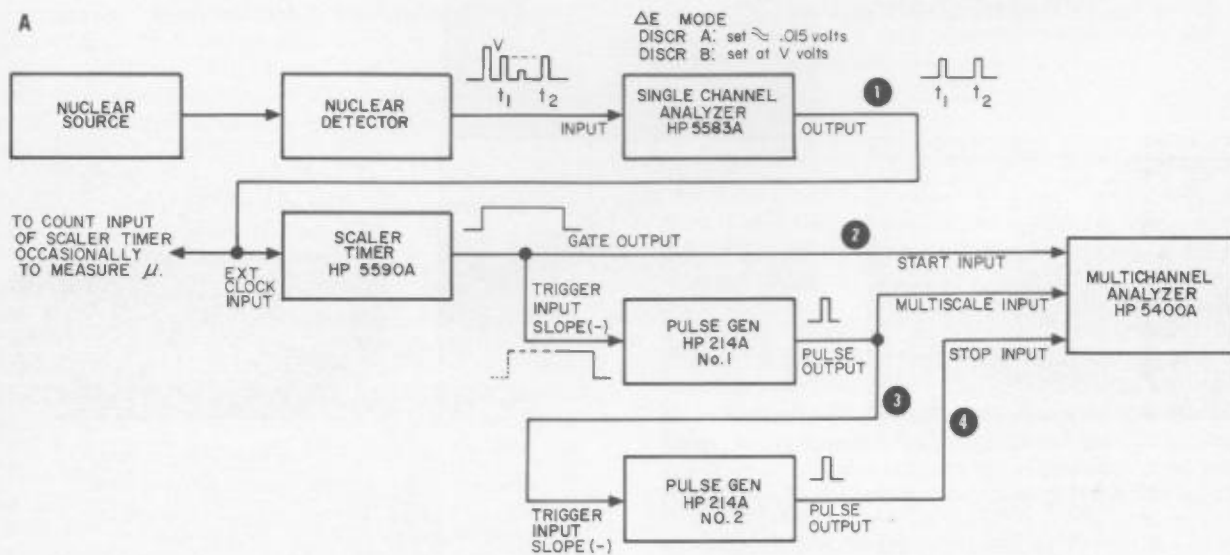 A
ΔE MODE
DISCR A: set ≈ .015 volts
DISCR B: set at V volts
NUCLEAR
SOURCE
NUCLEAR
DETECTOR
V
t1 t2
INPUT
SINGLE CHANNEL
ANALYZER
HP 5583A
1
OUTPUT
t1 t2
TO COUNT INPUT
OF SCALER TIMER
OCCASIONALLY
TO MEASURE μ.
EXT
CLOCK
INPUT
SCALER
TIMER
HP 5590A
GATE OUTPUT
2
START INPUT
MULTICHANNEL
ANALYZER
HP 5400A
MULTISCALE INPUT
STOP INPUT
TRIGGER
INPUT
SLOPE(-)
PULSE GEN
HP 214A
No.1
PULSE
OUTPUT
3
4
TRIGGER
INPUT
SLOPE(-)
PULSE GEN
HP 214A
NO.2
PULSE
OUTPUT